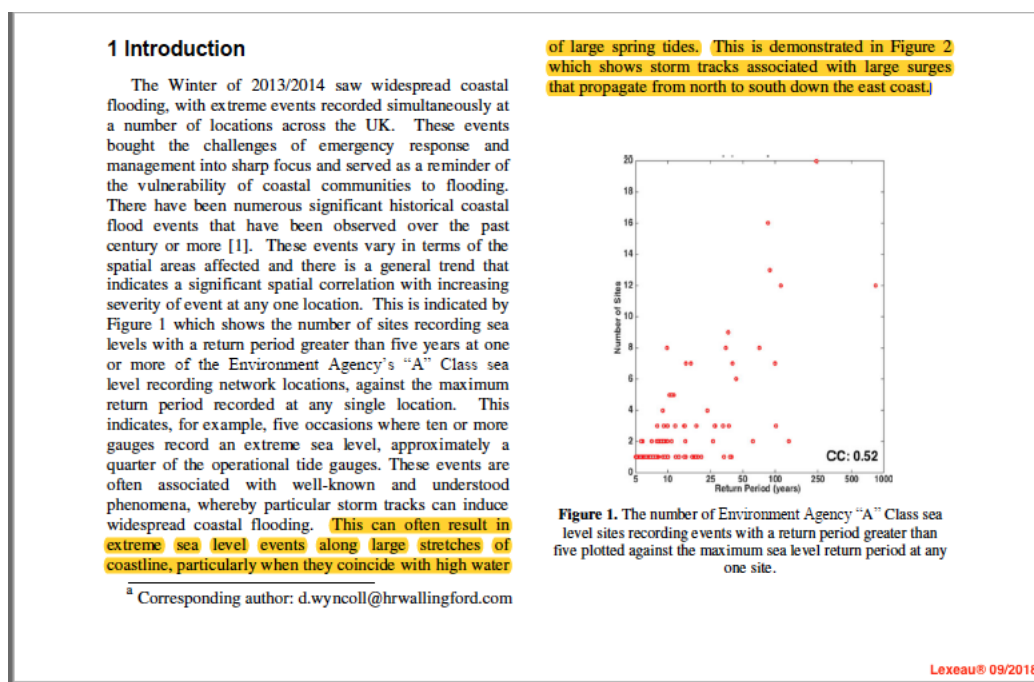 1 Introduction
The Winter of 2013/2014 saw widespread coastal
flooding, with extreme events recorded simultaneously at
a number of locations across the UK. These events
bought the challenges of emergency response and
management into sharp focus and served as a reminder of
the vulnerability of coastal communities to flooding.
There have been numerous significant historical coastal
flood events that have been observed over the past
century or more [1]. These events vary in terms of the
spatial areas affected and there is a general trend that
indicates a significant spatial correlation with increasing
severity of event at any one location. This is indicated by
Figure 1 which shows the number of sites recording sea
levels with a return period greater than five years at one
or more of the Environment Agency's “A” Class sea
level recording network locations, against the maximum
return period recorded at any single location. This
indicates, for example, five occasions where ten or more
gauges record an extreme sea level, approximately a
quarter of the operational tide gauges. These events are
often associated with well-known and understood
phenomena, whereby particular storm tracks can induce
widespread coastal flooding. This can often result in
extreme sea level events along large stretches of
coastline, particularly when they coincide with high water
a Corresponding author: d.wyncoll@hrwallingford.com
of large spring tides. This is demonstrated in Figure 2
which shows storm tracks associated with large surges
that propagate from north to south down the east coast.
20
18
16
14
12
10
8
6
4
2
0
Number of Sites
CC: 0.52
5 10 25 50 100 250 500 1000
Return Period (years)
Figure 1. The number of Environment Agency “A” Class sea
level sites recording events with a return period greater than
five plotted against the maximum sea level return period at any
one site.
Lexeau® 09/2018